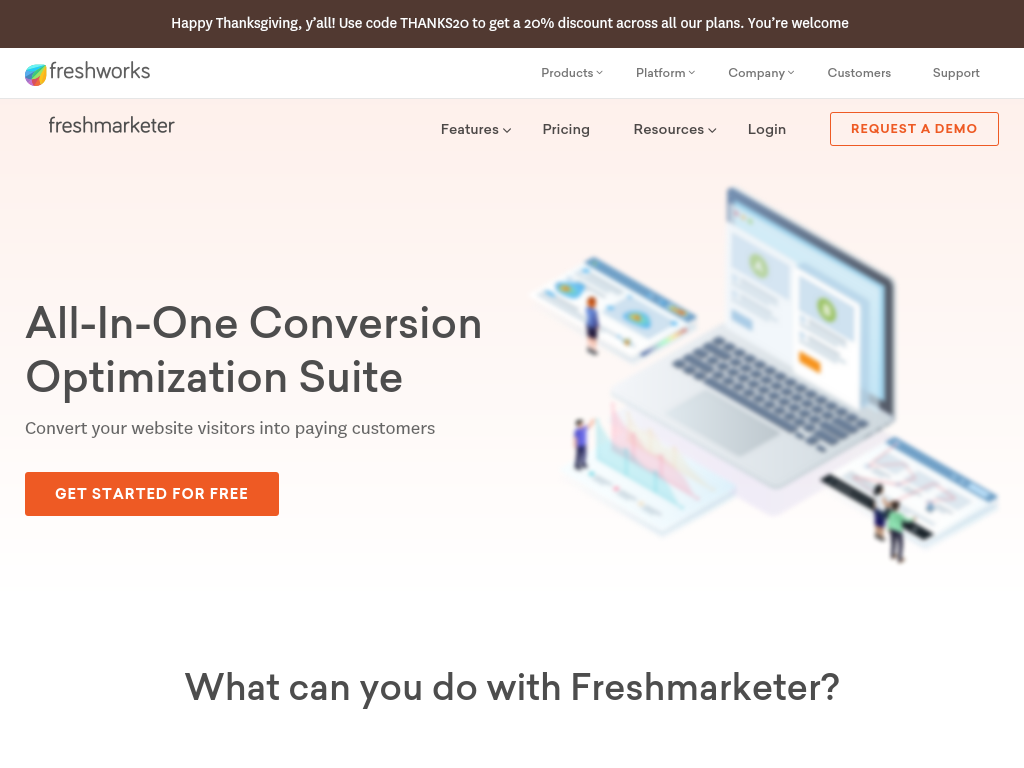 Happy Thanksgiving, y’all! Use code THANKS20 to get a 20% discount across all our plans. You’re welcome
freshworks
Products
Platform
Company
Customers
Support
freshmarketer
Features
Pricing
Resources
Login
REQUEST A DEMO
All-In-One Conversion
Optimization Suite
Convert your website visitors into paying customers
GET STARTED FOR FREE
What can you do with Freshmarketer?